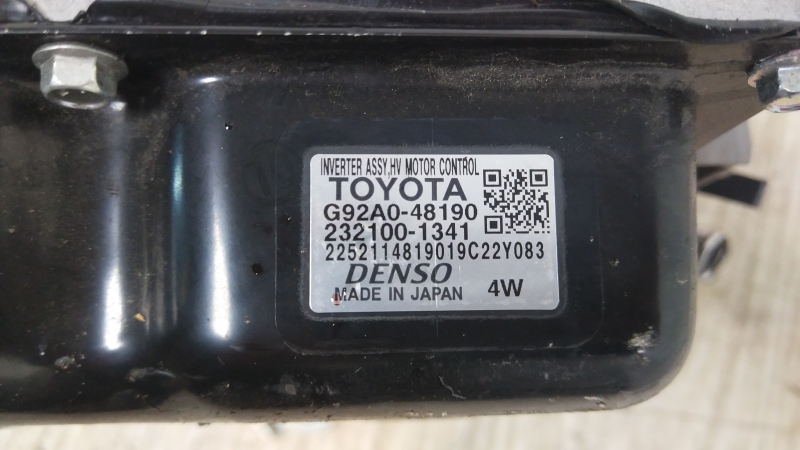 INVERTER ASSY,HV MOTOR CONTROL
TOYOTA
G92A0-48190
232100-1341
2252114819019C22Y083
DENSO
MADE IN JAPAN 4W